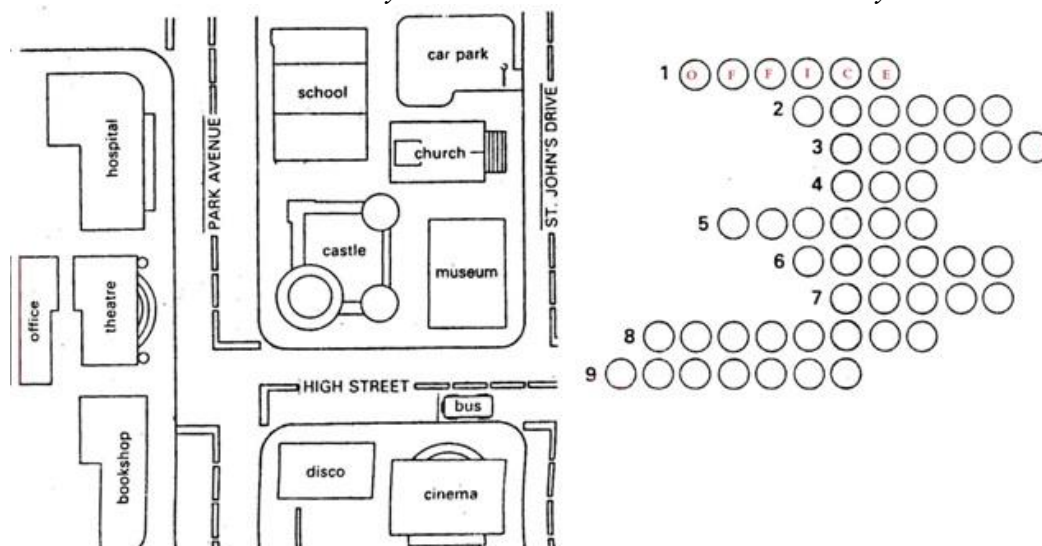 car park
school
church
hospital
PARK AVENUE
ST. JOHN'S DRIVE
castle
museum
office
theatre
HIGH STREET
bus
bookshop
disco
cinema
1 O F F I C E
2
3
4
5
6
7
8
9